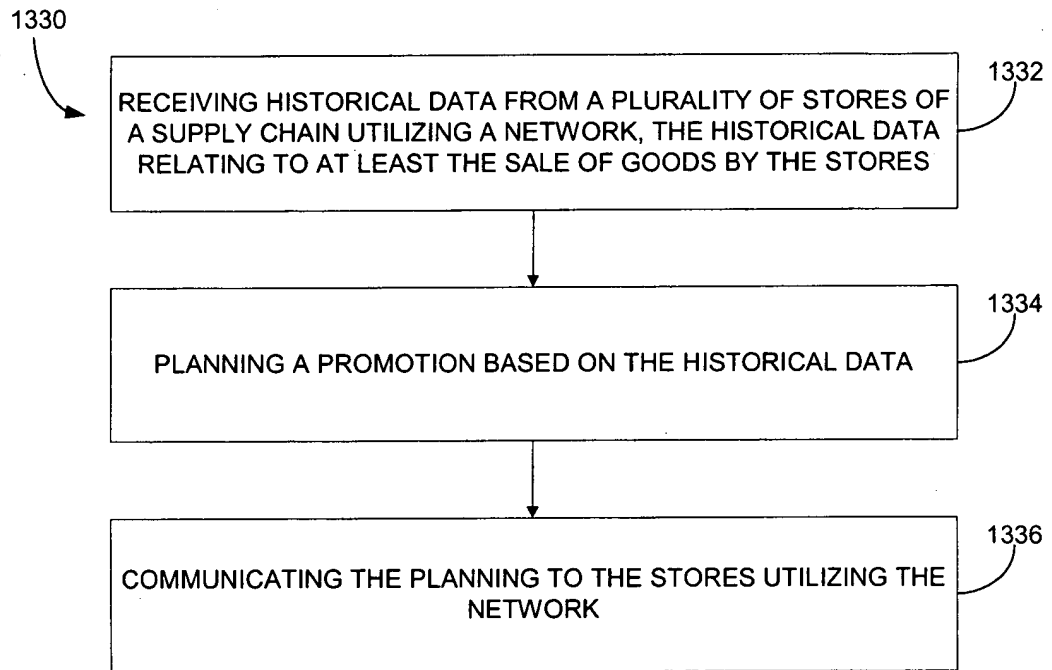 1330
1332
RECEIVING HISTORICAL DATA FROM A PLURALITY OF STORES OF
A SUPPLY CHAIN UTILIZING A NETWORK, THE HISTORICAL DATA
RELATING TO AT LEAST THE SALE OF GOODS BY THE STORES
1334
PLANNING A PROMOTION BASED ON THE HISTORICAL DATA
1336
COMMUNICATING THE PLANNING TO THE STORES UTILIZING THE
NETWORK